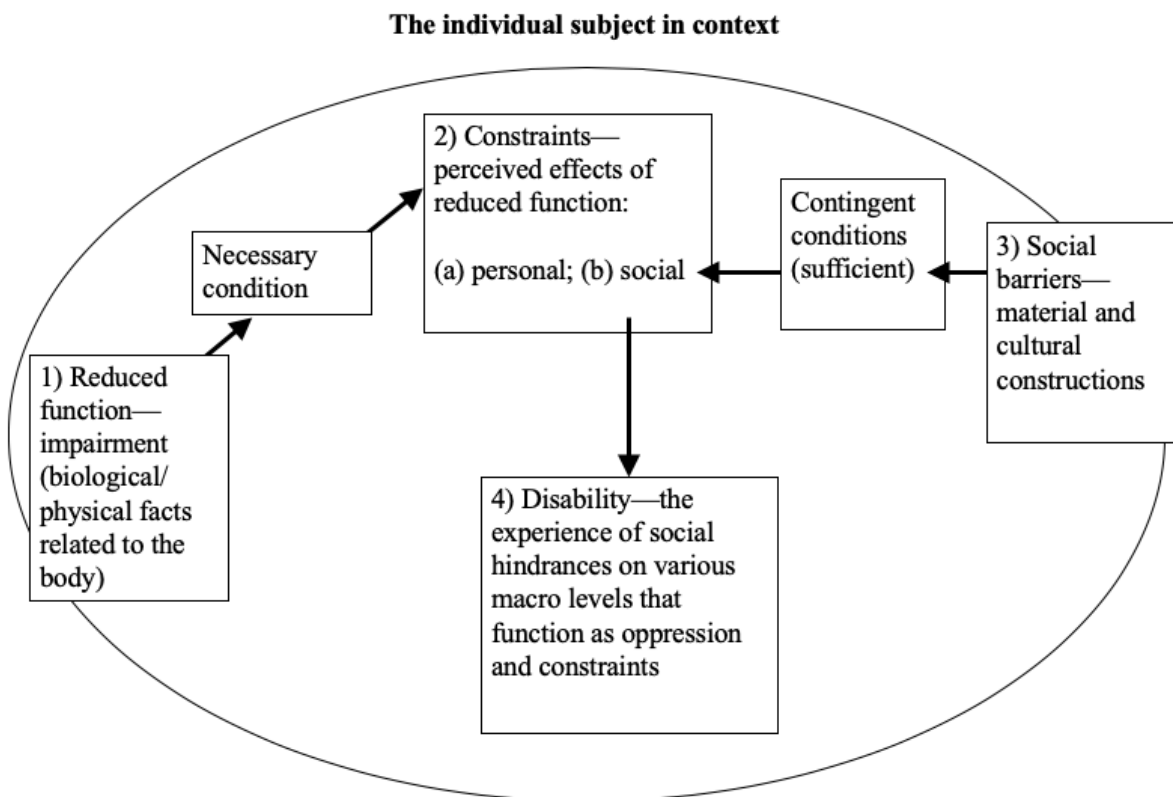 The individual subject in context
2) Constraints—
perceived effects of
reduced function:
(a) personal; (b) social
Necessary
condition
Contingent
conditions
(sufficient)
3) Social
barriers—
material and
cultural
constructions
1) Reduced
function—
impairment
(biological/
physical facts
related to the
body)
4) Disability—the
experience of social
hindrances on various
macro levels that
function as oppression
and constraints